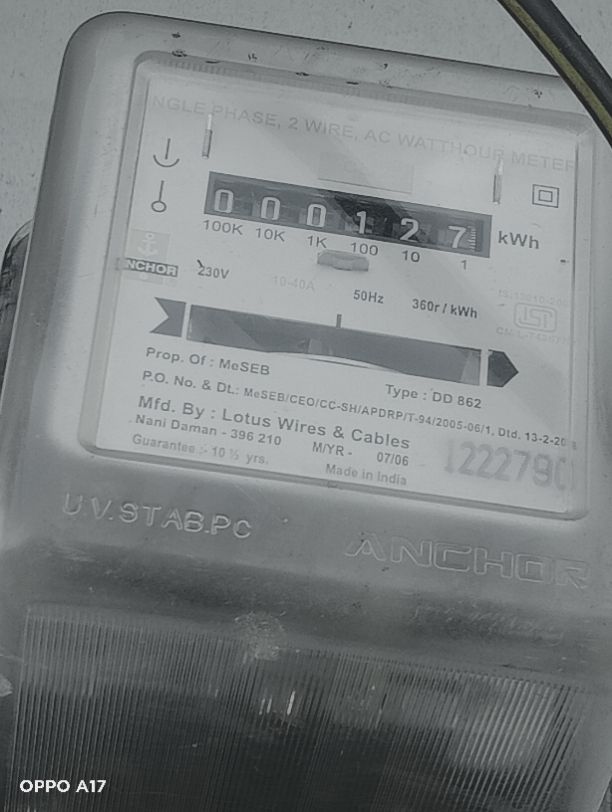 NGLE PHASE, 2 WIRE, AC WATTHOUR METER
0 0 0 1 2 7 kWh
100K 10K 1K 100 10 1
ANCHOR
230V 10-40A 50Hz 360r / kWh
Prop. Of : MeSEB
Type : DD 862
P.O. No. & Dt.: MeSEB/CEO/CC-SH/APDRP/T-94/2005-06/1, Dtd. 13-2-20
Mfd. By : Lotus Wires & Cables
Nani Daman - 396 210 M/YR - 07/06
Guarantee :- 10 ½ yrs. Made in India
122279
U.V.STAB.PC
ANCHOR
OPPO A17